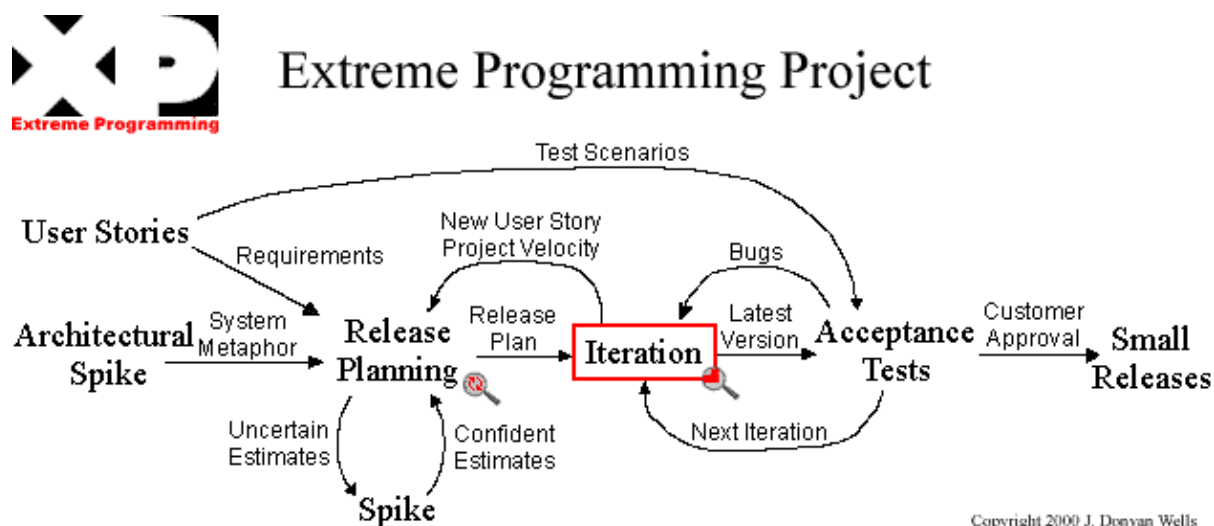 XP
Extreme Programming
Extreme Programming Project
Test Scenarios
User Stories
Requirements
New User Story
Project Velocity
Bugs
Architectural
Spike
System
Metaphor
Release
Planning
Release
Plan
Iteration
Latest
Version
Acceptance
Tests
Customer
Approval
Small
Releases
Uncertain
Estimates
Confident
Estimates
Next Iteration
Spike
Copyright 2000 J. Donvan Wells